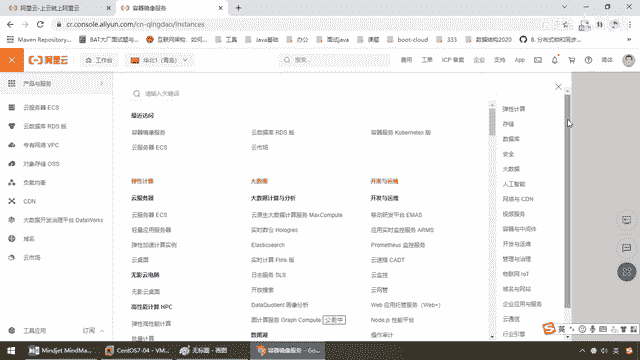 阿里云-上云就上阿里云
容器镜像服务
cr.console.aliyun.com/cn-qingdao/instances
Maven Repository...
BAT大厂面试题与...
互联网架构、如何...
工具
Java基础
办公
面试java
课题
boot-cloud
333
数据结构2020
8. 分布式锁和同步...
阿里云
工作台
华北1（青岛）
搜索
费用
工单
ICP 备案
企业
支持
App
简体
产品与服务
请输入关键词
最近访问
云服务器 ECS
容器镜像服务
云数据库 RDS 版
容器服务 Kubernetes 版
云数据库 RDS 版
云服务器 ECS
云市场
专有网络 VPC
对象存储 OSS
负载均衡
CDN
大数据开发治理平台 DataWorks
域名
云市场
弹性计算
大数据
开发与运维
云服务器
大数据计算与分析
开发与运维
云服务器 ECS
云原生大数据计算服务 MaxCompute
移动研发平台 EMAS
轻量应用服务器
实时数仓 Hologres
应用实时监控服务 ARMS
弹性加速计算实例
Elasticsearch
Prometheus 监控服务
云桌面
实时计算 Flink 版
云速搭 CADT
无影云电脑
日志服务 SLS
云监控
无影云桌面
开放搜索
云网管
高性能计算 HPC
DataQuotient 画像分析
Web 应用托管服务（Web+）
弹性高性能计算
图计算服务 Graph Compute 公测中
Node.js 性能平台
批量计算
数据湖
操作审计
弹性计算
存储
数据库
安全
大数据
人工智能
网络与 CDN
视频服务
容器与中间件
开发与运维
管理与治理
物联网 IoT
域名与网站
企业应用与服务
云通信
行业引擎
工具应用
订阅
Mindjet MindMa...
CentOS7-04 - VM...
无标题 - 画图
容器镜像服务 - Go...
英